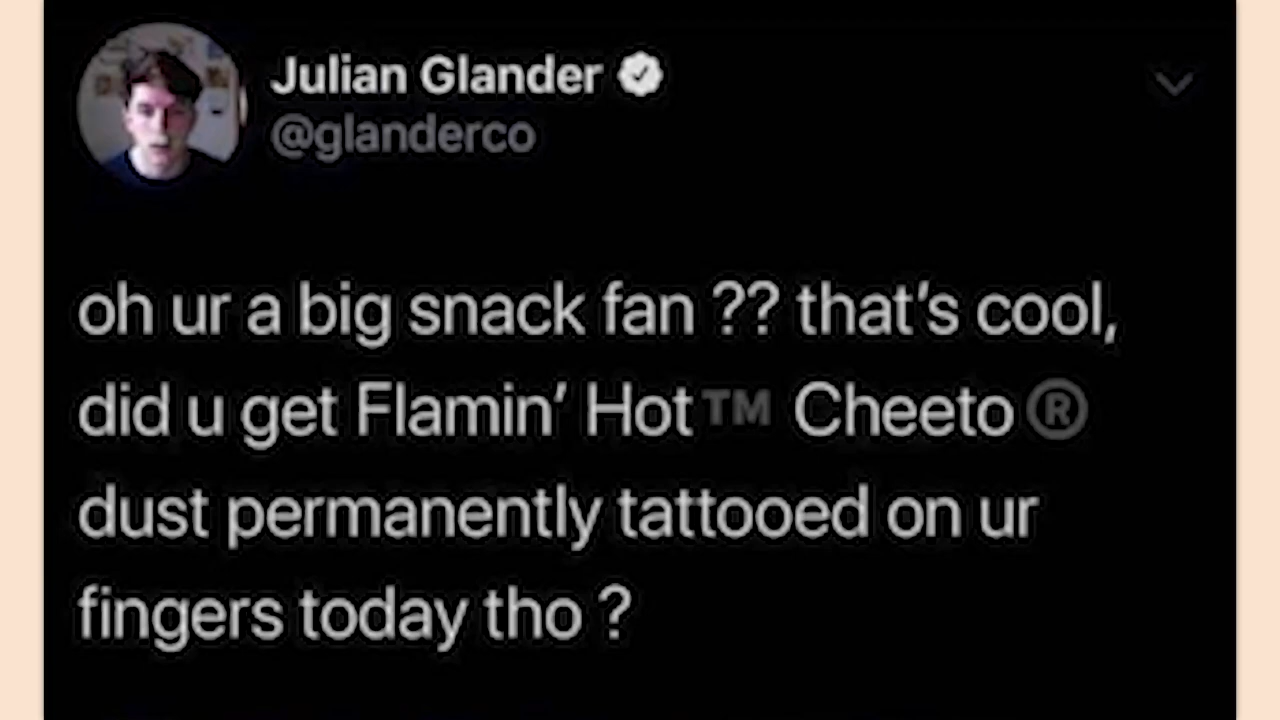 Julian Glander
@glanderco
oh ur a big snack fan ?? that’s cool,
did u get Flamin’ Hot™ Cheeto®
dust permanently tattooed on ur
fingers today tho ?